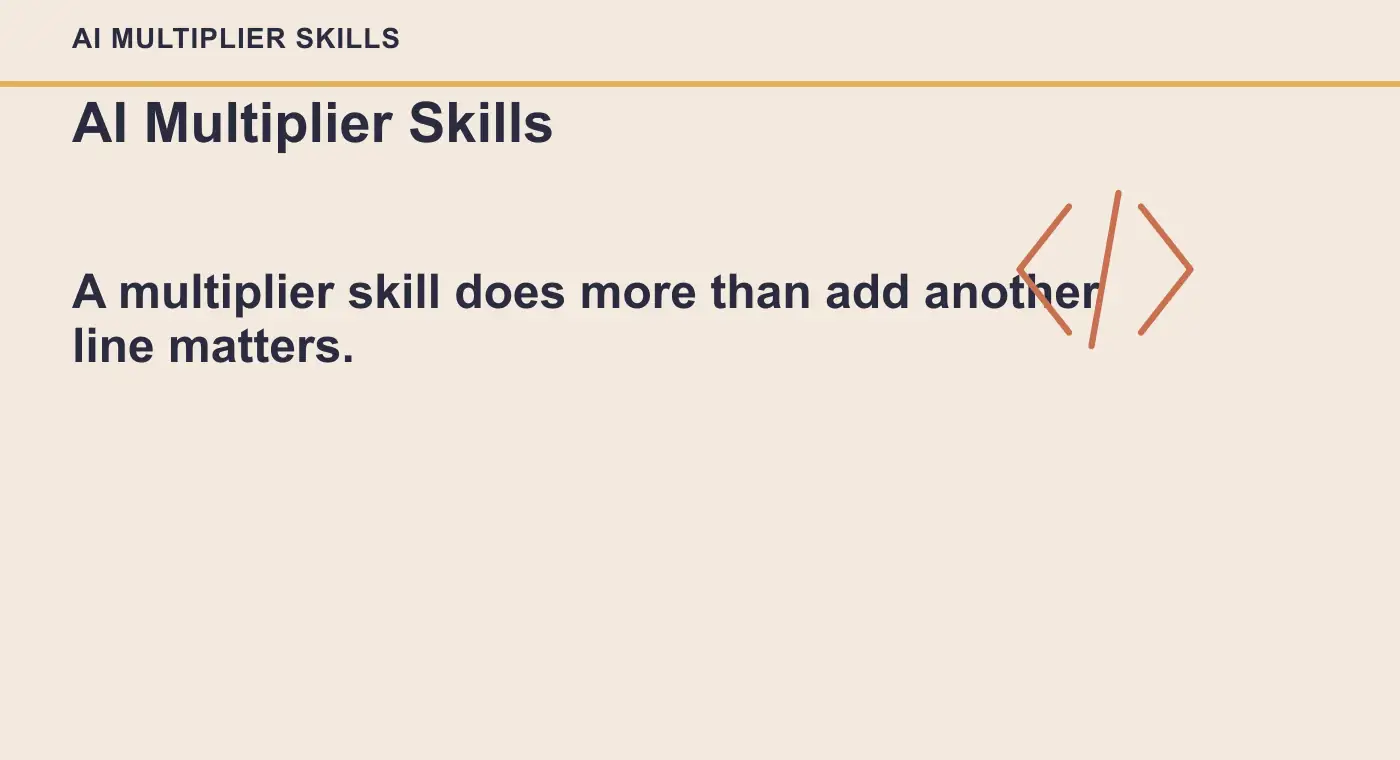 AI MULTIPLIER SKILLS
AI Multiplier Skills
A multiplier skill does more than add another
line matters.